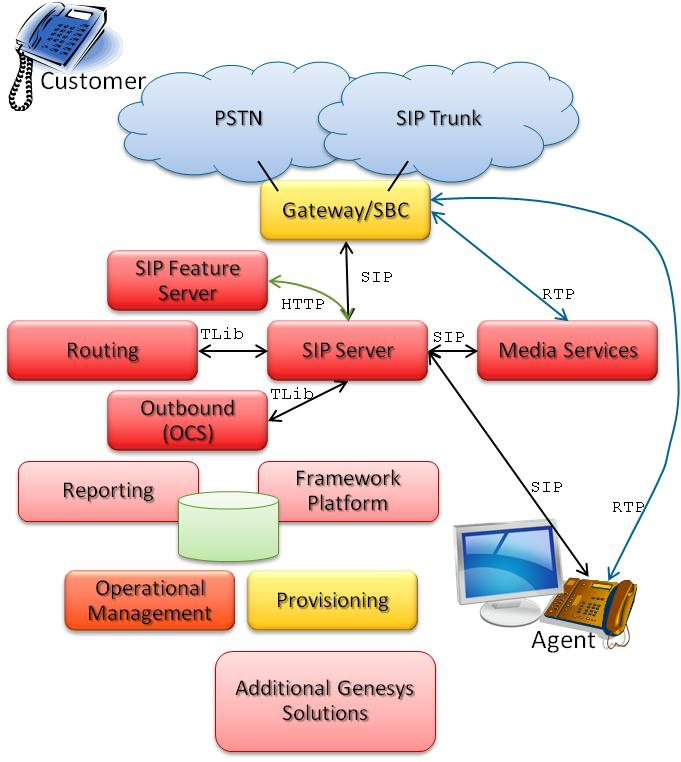 Customer
PSTN
SIP Trunk
Gateway/SBC
SIP
SIP Feature
Server
HTTP
RTP
TLib
SIP
Routing
SIP Server
Media Services
TLib
Outbound
(OCS)
Reporting
Framework
Platform
SIP
RTP
Operational
Management
Provisioning
Agent
Additional Genesys
Solutions